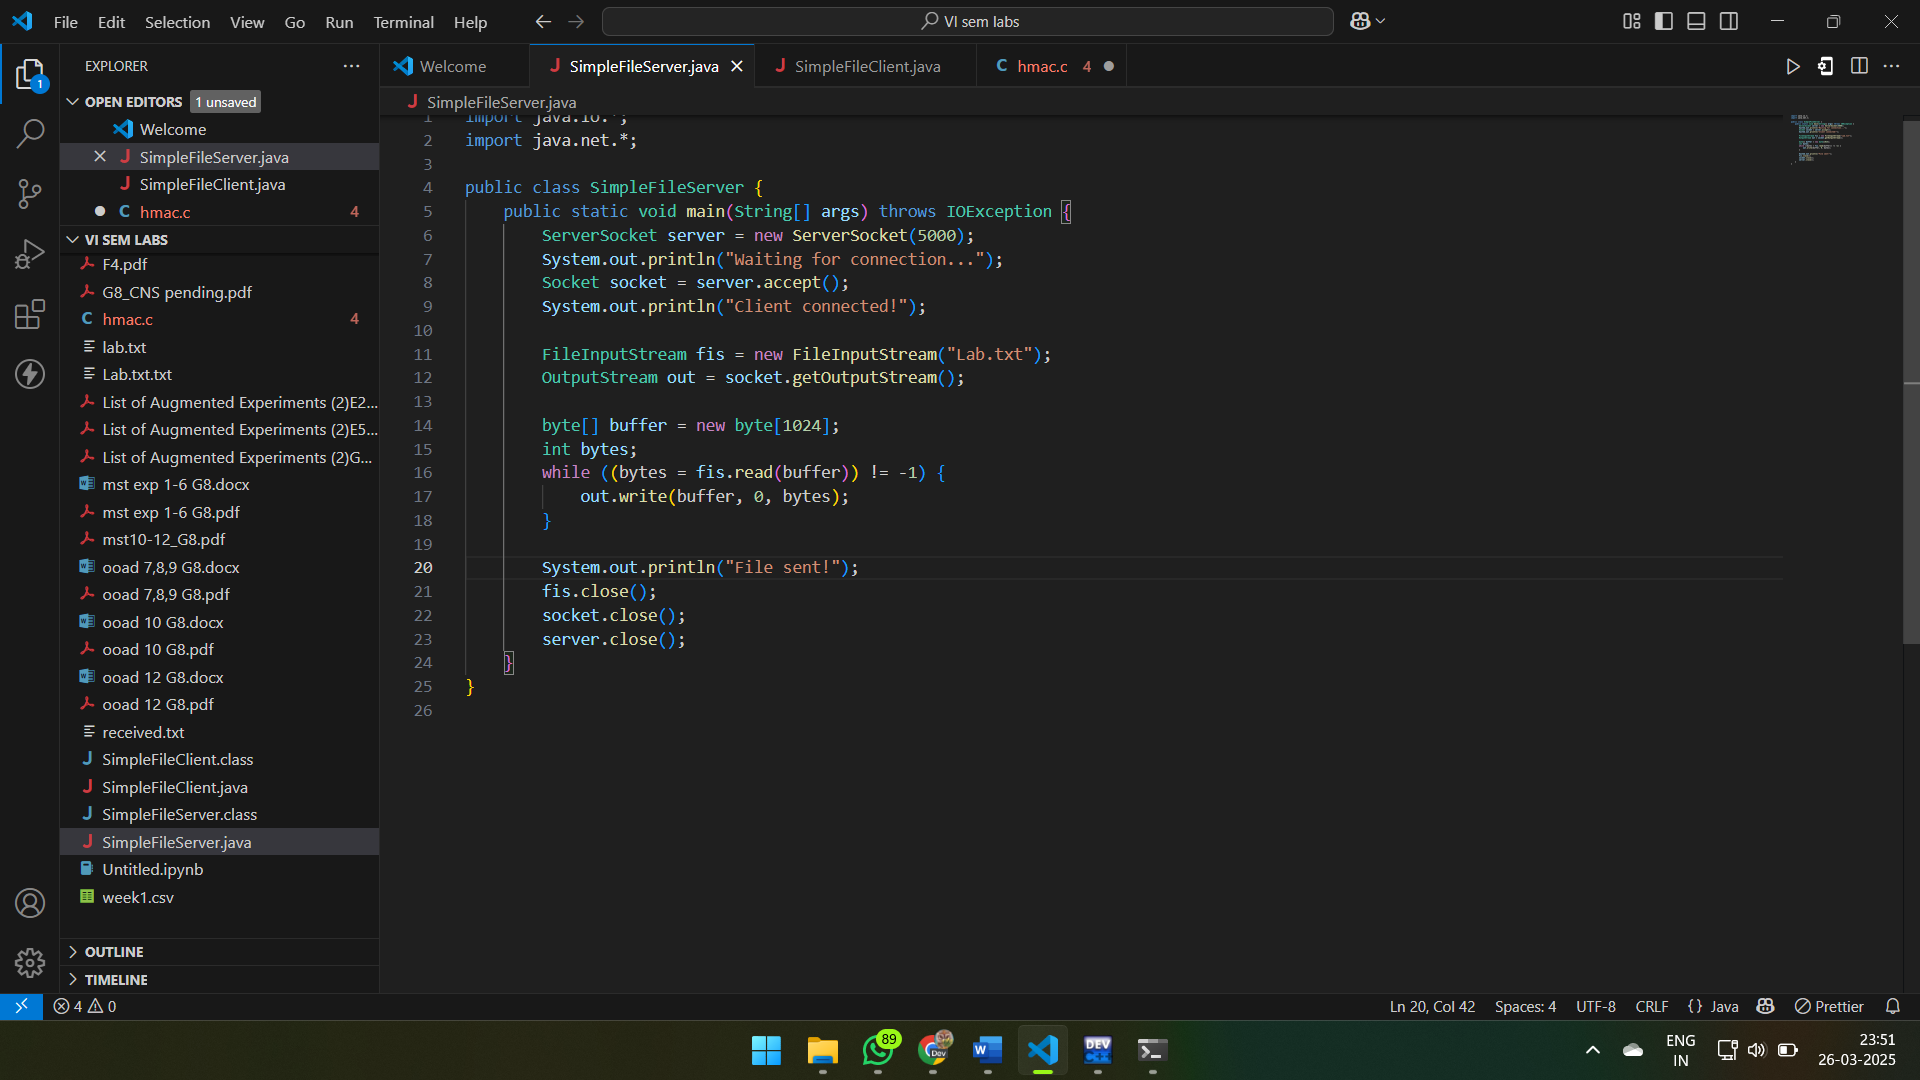 File Edit Selection View Go Run Terminal Help
VI sem labs
EXPLORER
OPEN EDITORS 1 unsaved
Welcome
SimpleFileServer.java
SimpleFileClient.java
hmac.c 4
VI SEM LABS
F4.pdf
G8_CNS pending.pdf
hmac.c 4
lab.txt
Lab.txt.txt
List of Augmented Experiments (2)E2...
List of Augmented Experiments (2)E5...
List of Augmented Experiments (2)G...
mst exp 1-6 G8.docx
mst exp 1-6 G8.pdf
mst10-12_G8.pdf
ooad 7,8,9 G8.docx
ooad 7,8,9 G8.pdf
ooad 10 G8.docx
ooad 10 G8.pdf
ooad 12 G8.docx
ooad 12 G8.pdf
received.txt
SimpleFileClient.class
SimpleFileClient.java
SimpleFileServer.class
SimpleFileServer.java
Untitled.ipynb
week1.csv
OUTLINE
TIMELINE
1
Welcome SimpleFileServer.java SimpleFileClient.java hmac.c 4
SimpleFileServer.java
1 import java.io.*;
2 import java.net.*;
3
4 public class SimpleFileServer {
5 public static void main(String[] args) throws IOException {
6 ServerSocket server = new ServerSocket(5000);
7 System.out.println("Waiting for connection...");
8 Socket socket = server.accept();
9 System.out.println("Client connected!");
10
11 FileInputStream fis = new FileInputStream("Lab.txt");
12 OutputStream out = socket.getOutputStream();
13
14 byte[] buffer = new byte[1024];
15 int bytes;
16 while ((bytes = fis.read(buffer)) != -1) {
17 out.write(buffer, 0, bytes);
18 }
19
20 System.out.println("File sent!");
21 fis.close();
22 socket.close();
23 server.close();
24 }
25 }
26
4 0
Ln 20, Col 42 Spaces: 4 UTF-8 CRLF {} Java Prettier
89
Dev
W
DEV
C++
ENG
IN
23:51
26-03-2025